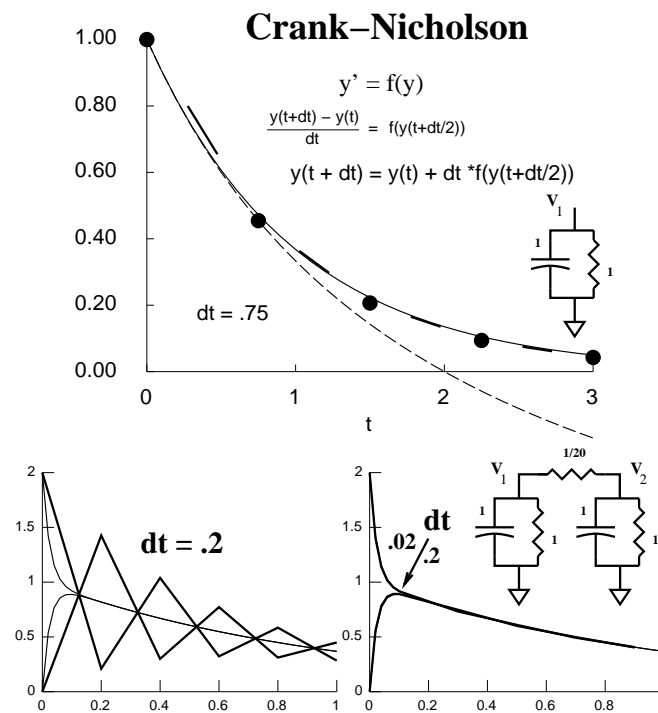 Crank–Nicholson
1.00
0.80
0.60
0.40
0.20
0.00
y' = f(y)
y(t+dt) – y(t)
dt
= f(y(t+dt/2))
y(t + dt) = y(t) + dt *f(y(t+dt/2))
V1
1
1
dt = .75
0 1 2 3
t
2
1.5
1
0.5
0
dt = .2
0 0.2 0.4 0.6 0.8 1
2
1.5
1
0.5
0
dt
.02
.2
1/20
V1
V2
1
1
1
1
0 0.2 0.4 0.6 0.8